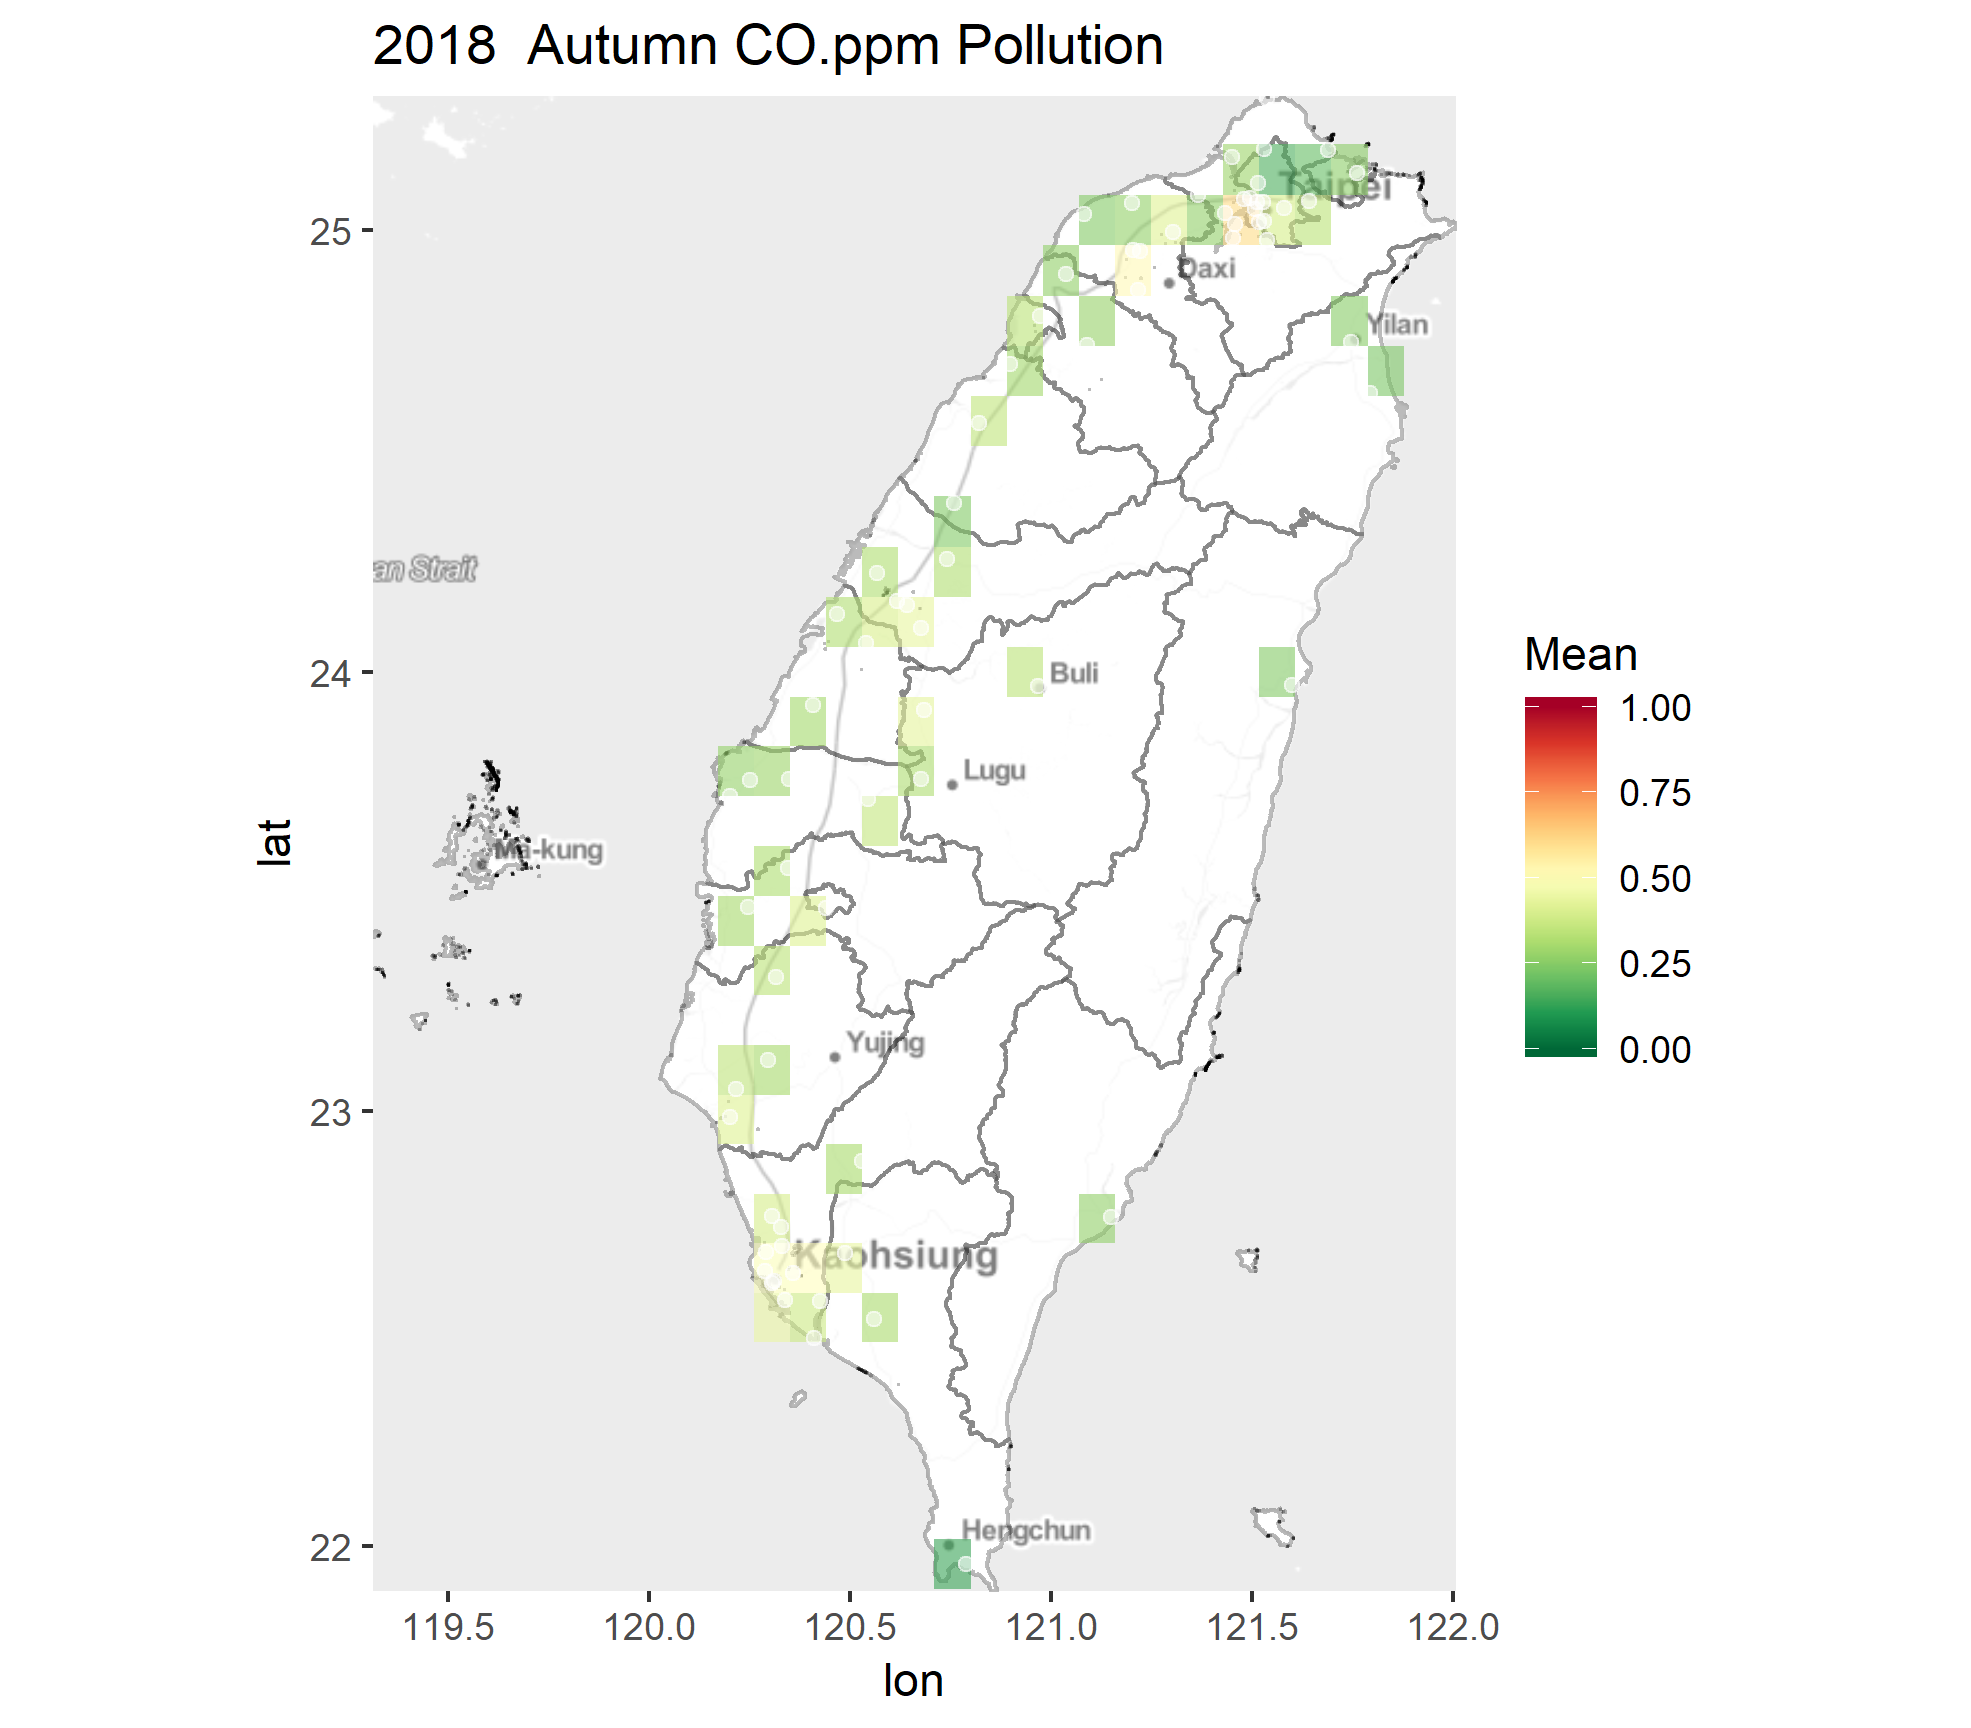 2018  Autumn CO.ppm Pollution
Taipei
25
Daxi
Yilan
an Strait
24
Buli
Lugu
Ma-kung
lat
Yujing
23
Kaohsiung
Hengchun
22
119.5
120.0
120.5
121.0
121.5
122.0
lon
Mean
1.00
0.75
0.50
0.25
0.00